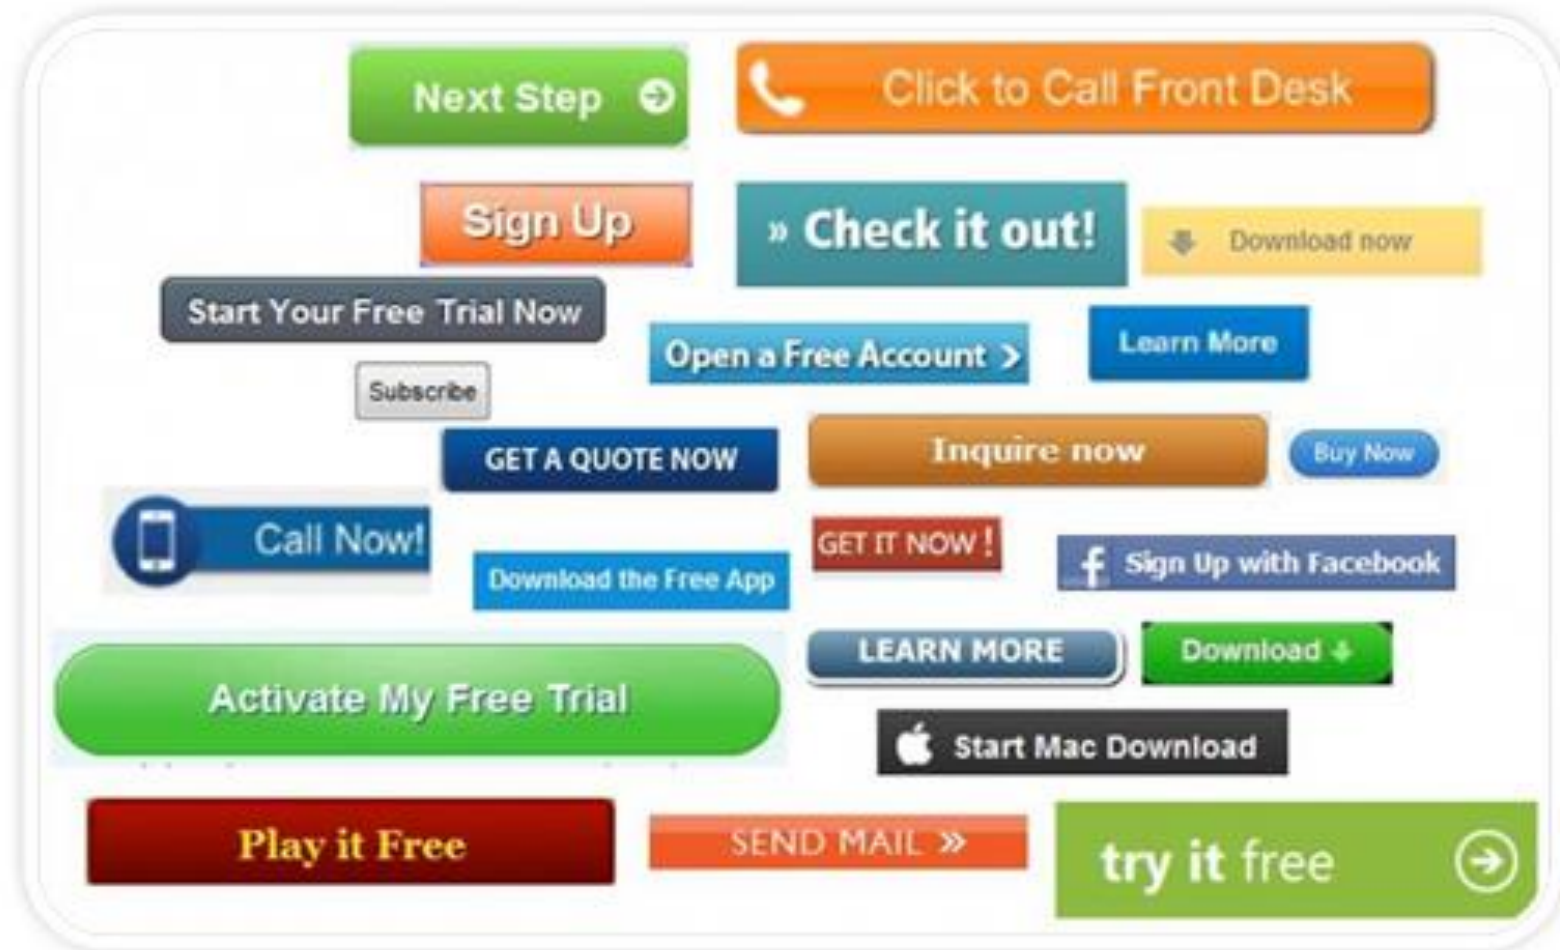 Next Step
Click to Call Front Desk
Sign Up
» Check it out!
Download now
Start Your Free Trial Now
Open a Free Account >
Learn More
Subscribe
GET A QUOTE NOW
Inquire now
Buy Now
Call Now!
GET IT NOW !
Download the Free App
Sign Up with Facebook
Activate My Free Trial
LEARN MORE
Download
Start Mac Download
Play it Free
SEND MAIL »
try it free